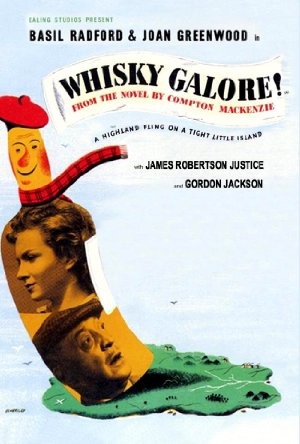 EALING STUDIOS PRESENT
BASIL RADFORD & JOAN GREENWOOD in
WHISKY GALORE!
FROM THE NOVEL BY COMPTON MACKENZIE
A HIGHLAND FLING ON A TIGHT LITTLE ISLAND
with JAMES ROBERTSON JUSTICE
and GORDON JACKSON